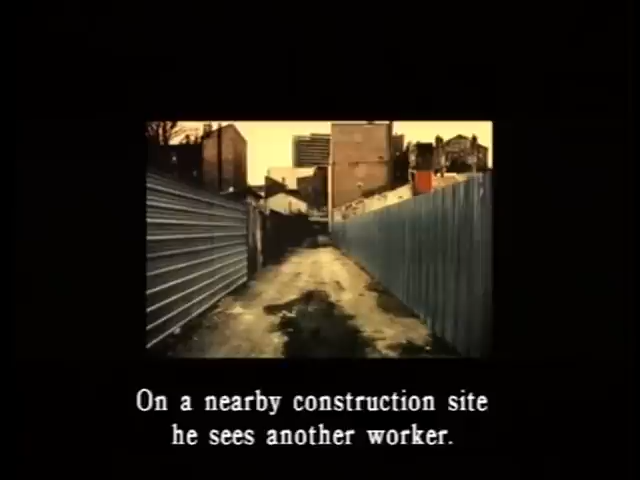 On a nearby construction site
he sees another worker.